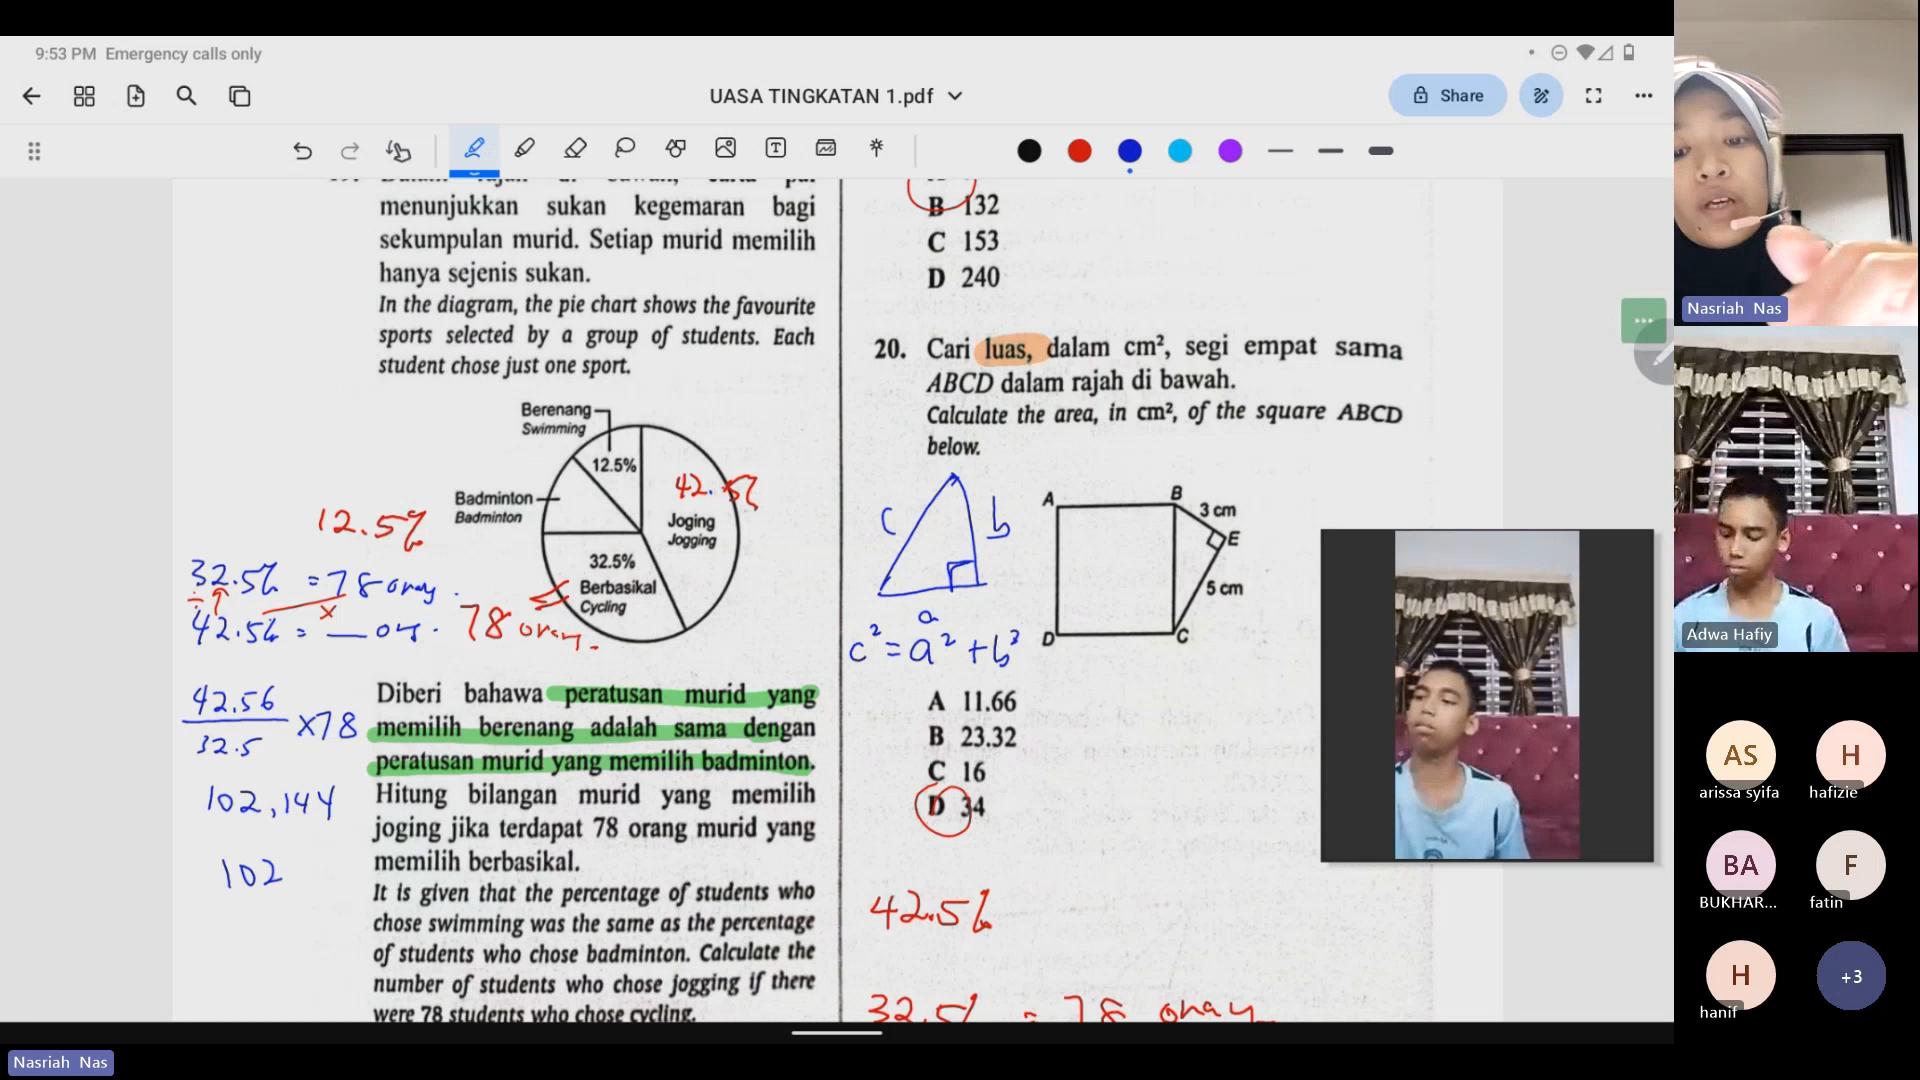 9:53 PM Emergency calls only
UASA TINGKATAN 1.pdf
Share
menunjukkan sukan kegemaran bagi
sekumpulan murid. Setiap murid memilih
hanya sejenis sukan.
In the diagram, the pie chart shows the favourite
sports selected by a group of students. Each
student chose just one sport.
Berenang
Swimming
12.5%
42.5%
Badminton
Badminton
Joging
Jogging
12.5%
32.5%
Berbasikal
Cycling
32.5% = 78 orang.
x
42.5% = __ org.
78 orang.
42.56
32.5
x 78
102,144
102
Diberi bahawa peratusan murid yang
memilih berenang adalah sama dengan
peratusan murid yang memilih badminton.
Hitung bilangan murid yang memilih
joging jika terdapat 78 orang murid yang
memilih berbasikal.
It is given that the percentage of students who
chose swimming was the same as the percentage
of students who chose badminton. Calculate the
number of students who chose jogging if there
were 78 students who chose cycling.
B 132
C 153
D 240
20. Cari luas, dalam cm², segi empat sama
ABCD dalam rajah di bawah.
Calculate the area, in cm², of the square ABCD
below.
c
b
a
c² = a² + b²
A
B
3 cm
E
5 cm
D
C
A 11.66
B 23.32
C 16
D 34
42.5%
32.5% = 78 orang
Nasriah Nas
Adwa Hafiy
AS
arissa syifa
H
hafizie
BA
BUKHAR...
F
fatin
H
hanif
+3
Nasriah Nas